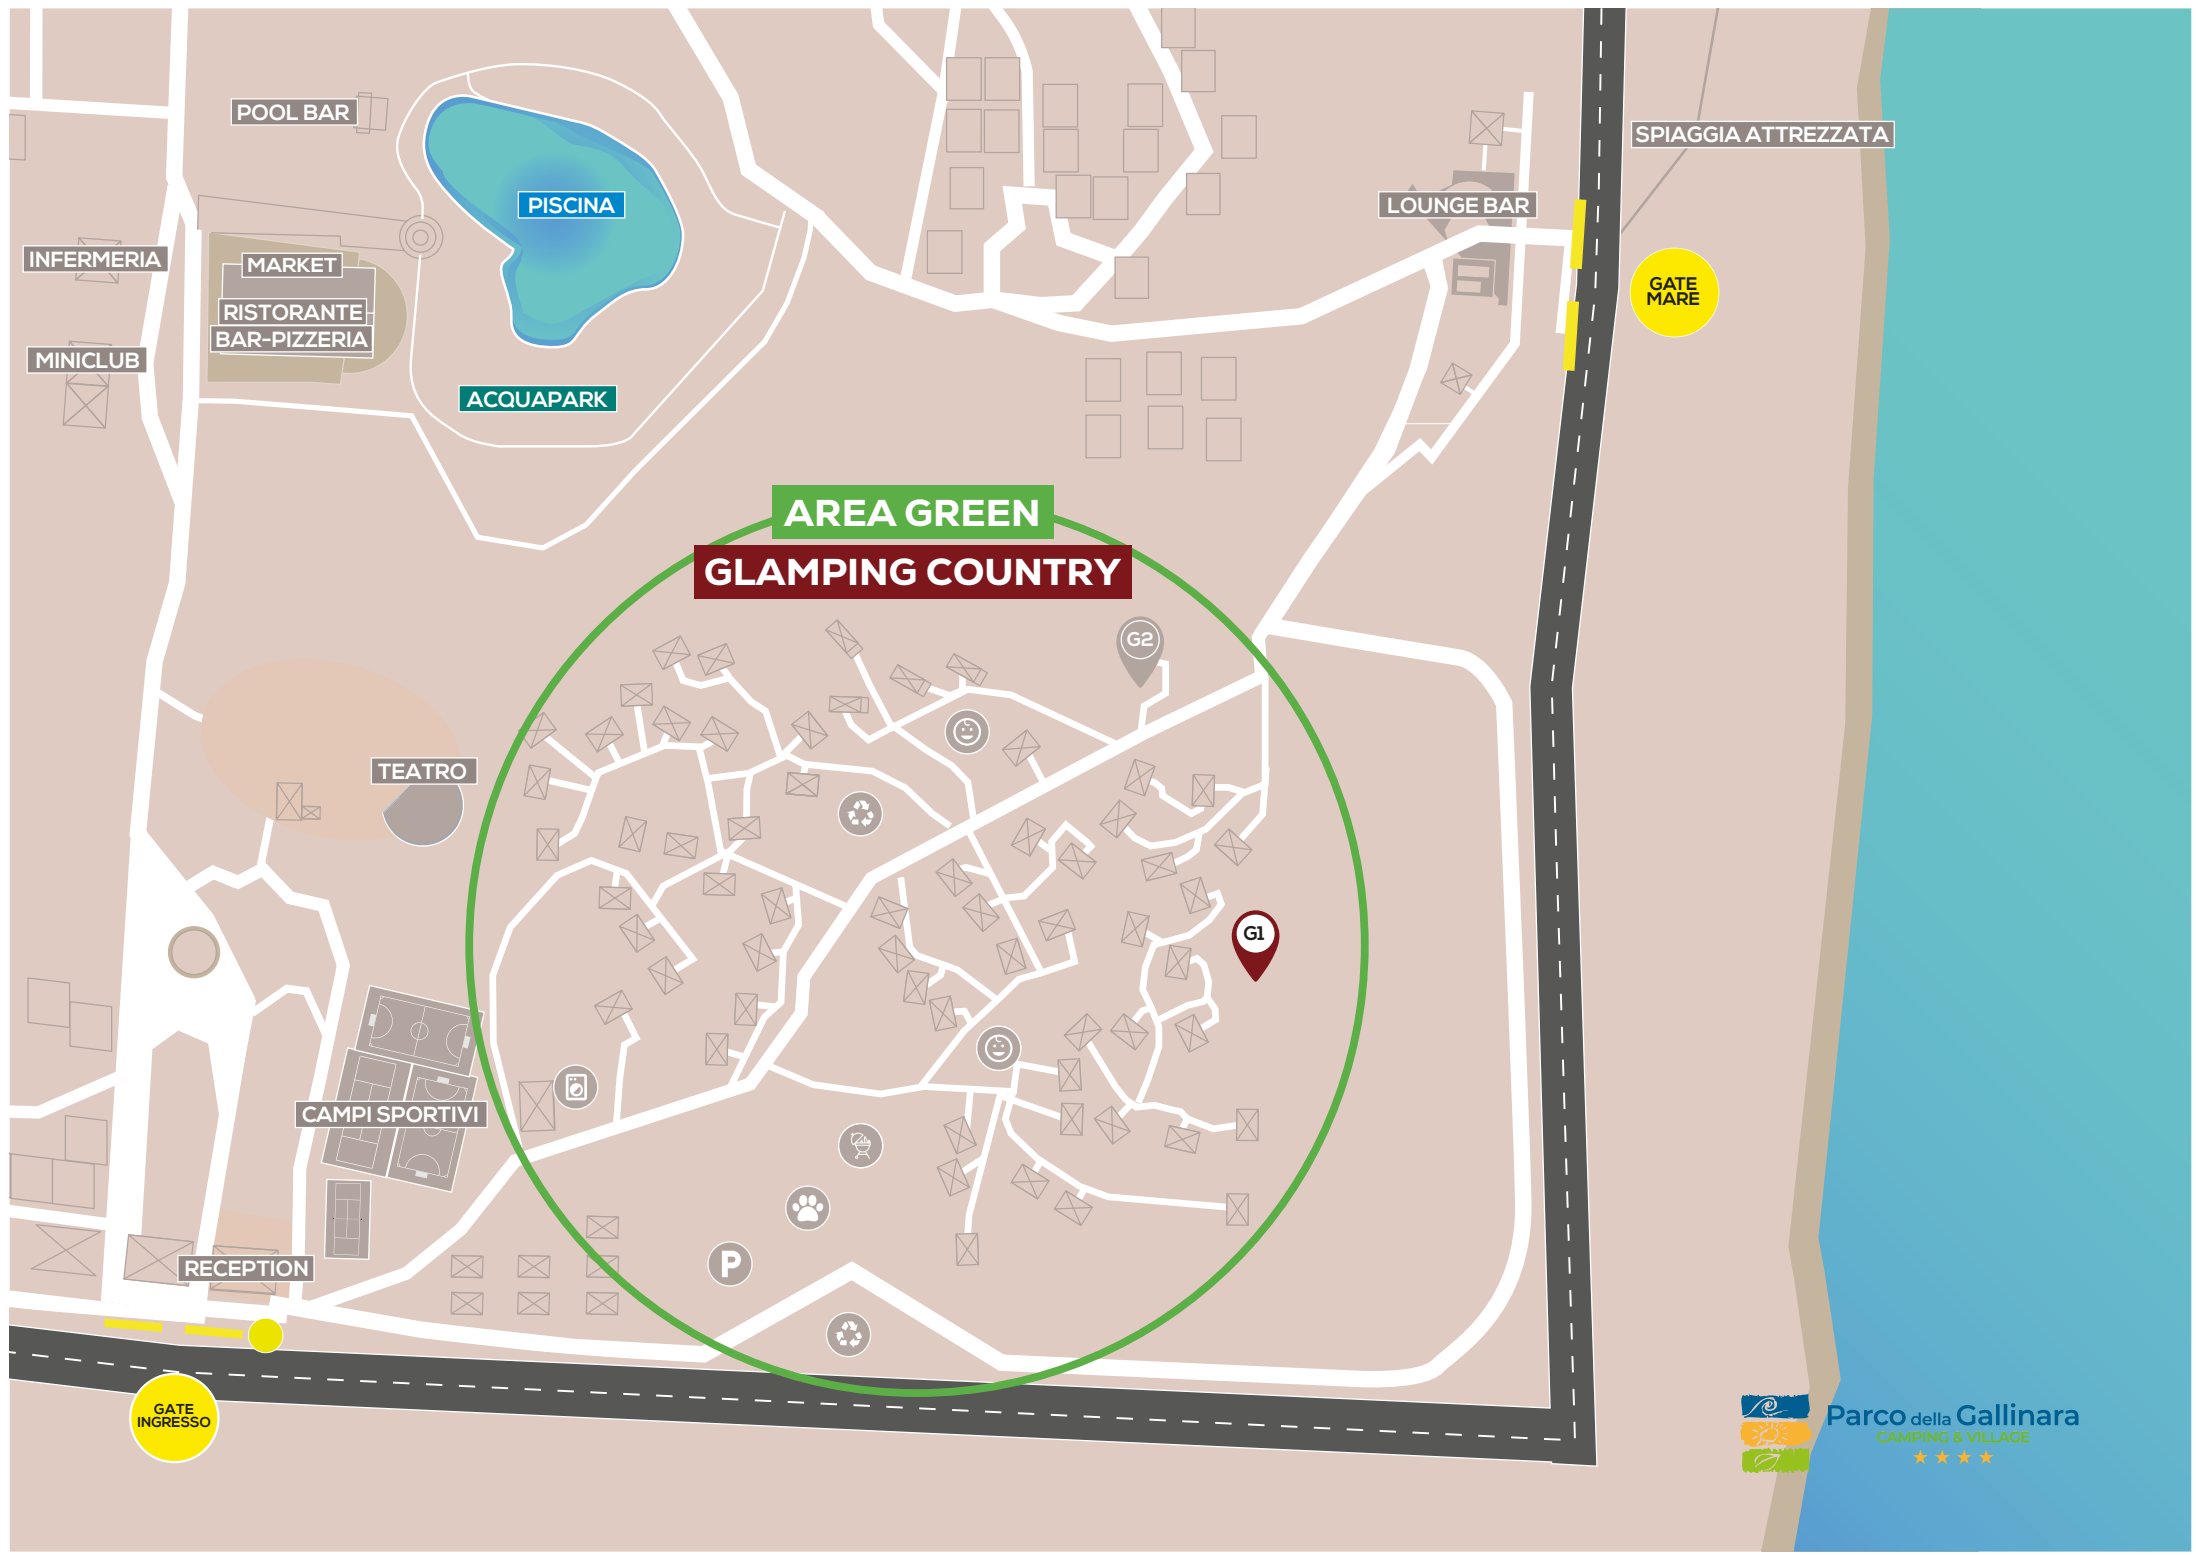 POOL BAR
SPIAGGIA ATTREZZATA
PISCINA
LOUNGE BAR
INFERMERIA
MARKET
GATE
MARE
RISTORANTE
BAR-PIZZERIA
MINICLUB
ACQUAPARK
AREA GREEN
GLAMPING COUNTRY
G2
TEATRO
G1
CAMPI SPORTIVI
P
RECEPTION
GATE
INGRESSO
Parco della Gallinara
CAMPING & VILLAGE